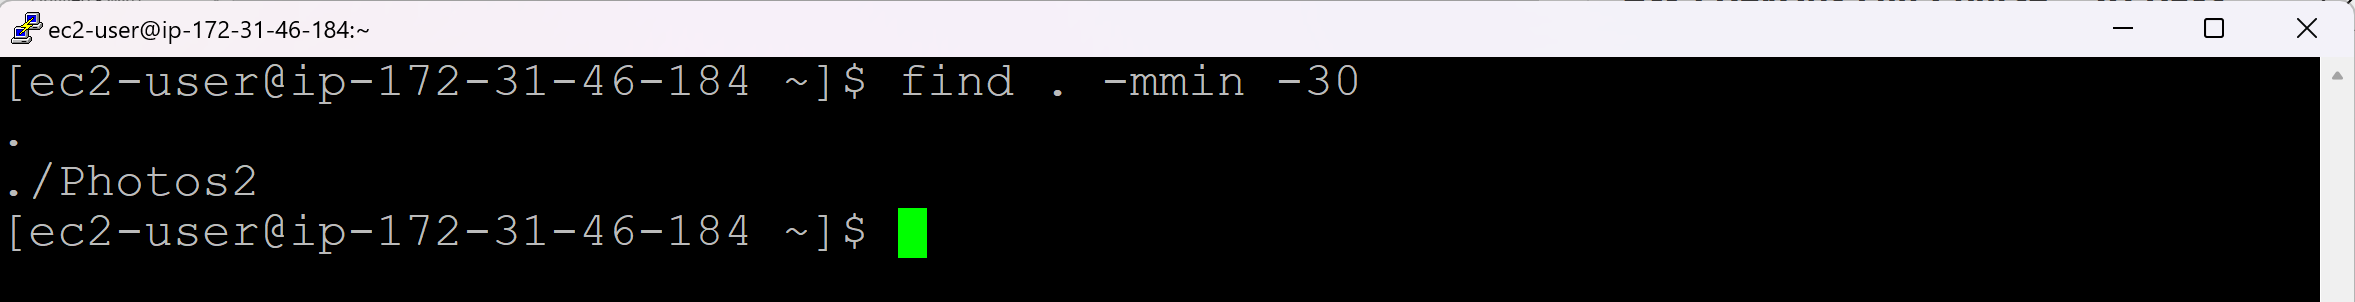 ec2-user@ip-172-31-46-184:~
[ec2-user@ip-172-31-46-184 ~]$ find . -mmin -30
.
./Photos2
[ec2-user@ip-172-31-46-184 ~]$